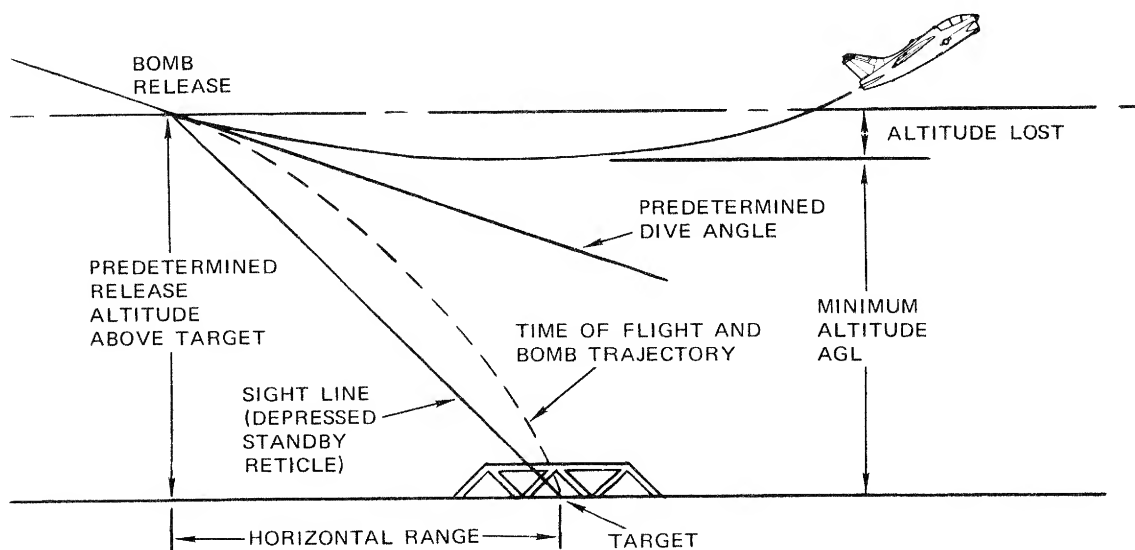 BOMB
RELEASE
ALTITUDE LOST
PREDETERMINED
DIVE ANGLE
PREDETERMINED
RELEASE
ALTITUDE
ABOVE TARGET
MINIMUM
ALTITUDE
AGL
TIME OF FLIGHT AND
BOMB TRAJECTORY
SIGHT LINE
(DEPRESSED
STANDBY
RETICLE)
HORIZONTAL RANGE
TARGET